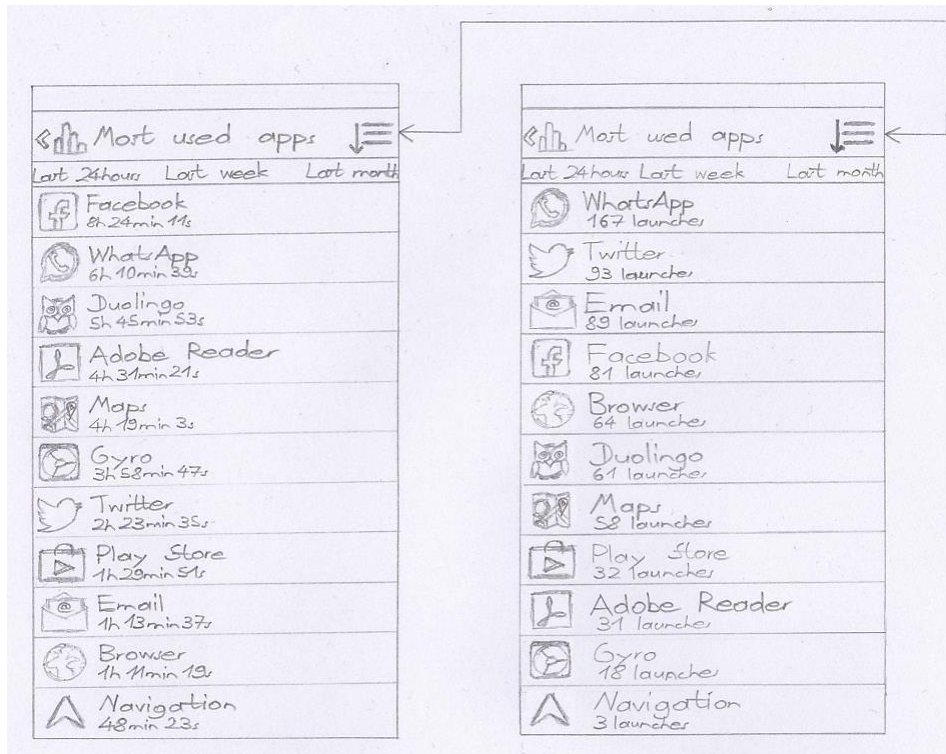 Most used apps
Last 24hours Last week Last month
Facebook
8h 24min 11s
WhatsApp
6h 10min 39s
Duolingo
5h 45min 53s
Adobe Reader
4h 31min 21s
Maps
4h 19min 3s
Gyro
3h 58min 47s
Twitter
2h 23min 35s
Play Store
1h 29min 51s
Email
1h 13min 37s
Browser
1h 11min 19s
Navigation
48min 23s
Most used apps
Last 24hours Last week Last month
WhatsApp
167 launches
Twitter
93 launches
Email
89 launches
Facebook
81 launches
Browser
64 launches
Duolingo
61 launches
Maps
58 launches
Play Store
32 launches
Adobe Reader
31 launches
Gyro
18 launches
Navigation
3 launches